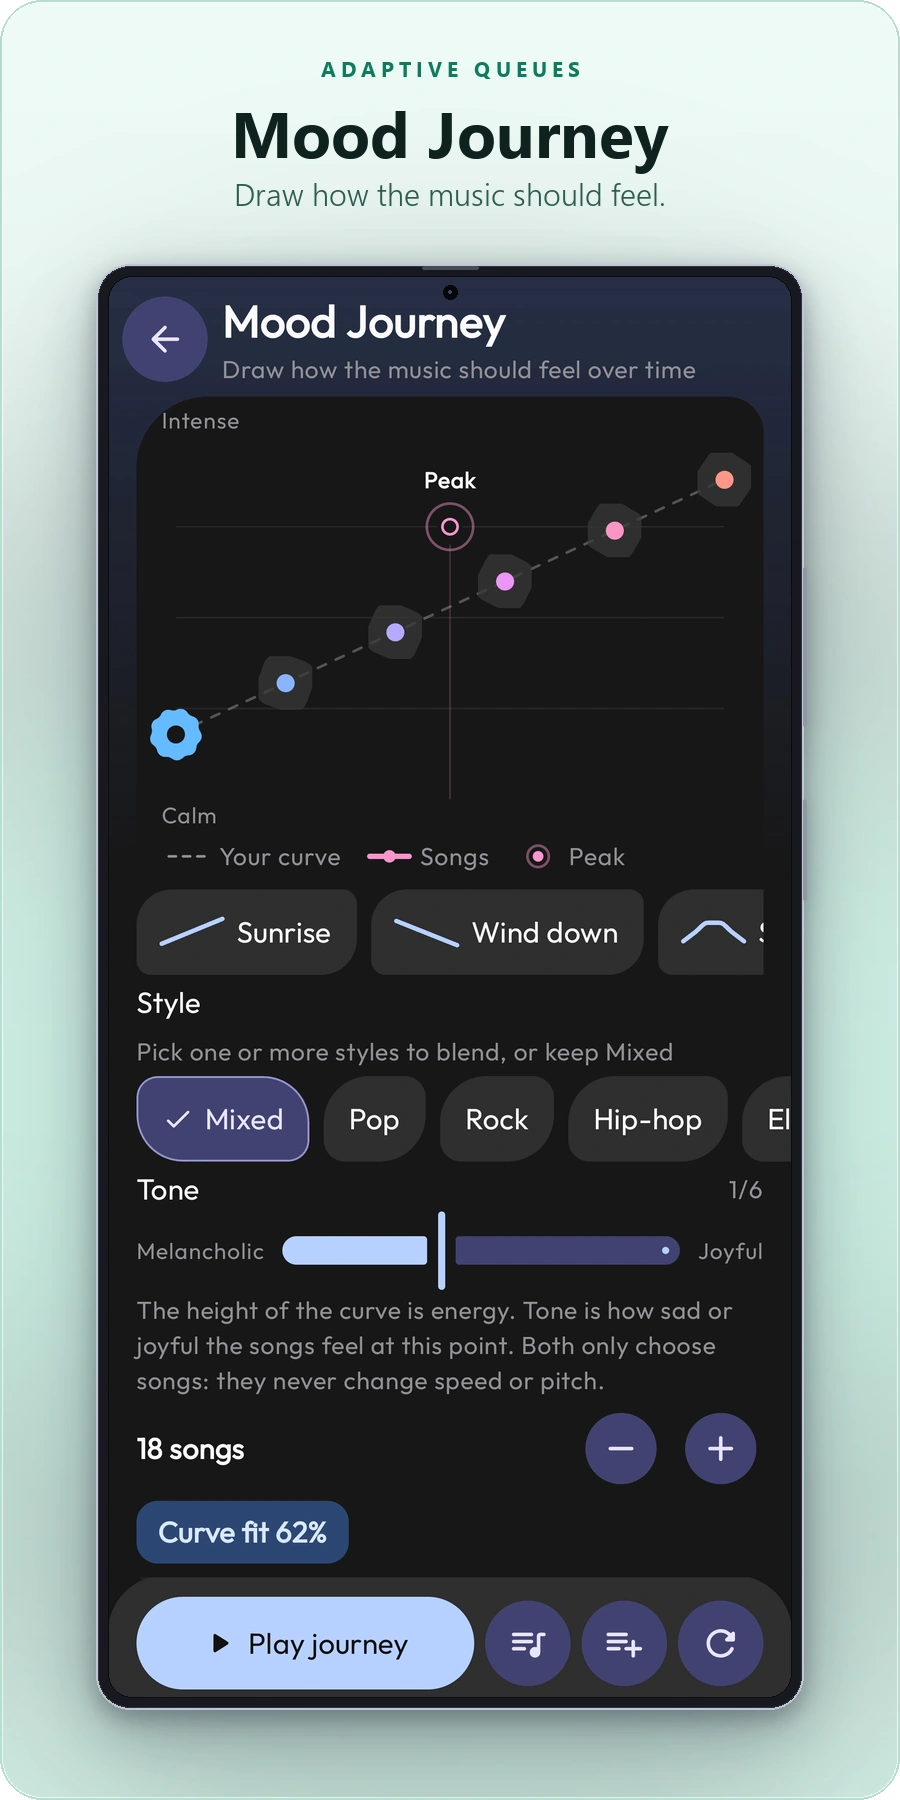 ADAPTIVE QUEUES
Mood Journey
Draw how the music should feel.
Mood Journey
Draw how the music should feel over time
Intense
Peak
Calm
Your curve
Songs
Peak
Sunrise
Wind down
Style
Pick one or more styles to blend, or keep Mixed
Mixed
Pop
Rock
Hip-hop
El
Tone
1/6
Melancholic
Joyful
The height of the curve is energy. Tone is how sad or
joyful the songs feel at this point. Both only choose
songs: they never change speed or pitch.
18 songs
Curve fit 62%
Play journey